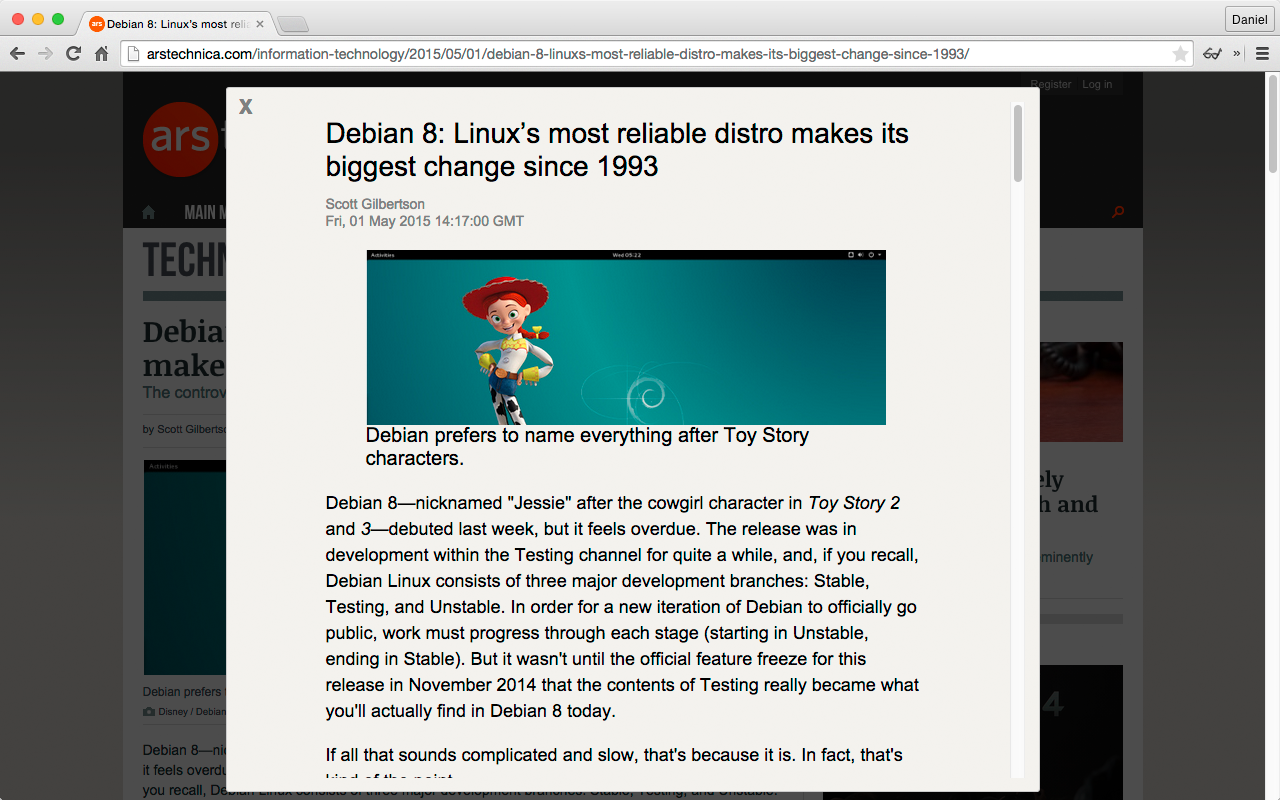 Debian 8: Linux's most reli
Daniel
arstechnica.com/information-technology/2015/05/01/debian-8-linuxs-most-reliable-distro-makes-its-biggest-change-since-1993/
Register Log in
ars
MAIN M
TECHN
Debia
make
The controv
by Scott Gilbertso
Activities
Debian prefers t
Disney / Debian
Debian 8—nic
it feels overdu
you recall, Debian Linux consists of three major development branches: Stable, Testing, and Unstable.
X
Debian 8: Linux's most reliable distro makes its
biggest change since 1993
Scott Gilbertson
Fri, 01 May 2015 14:17:00 GMT
Activities Wed 05:22
Debian prefers to name everything after Toy Story
characters.
Debian 8—nicknamed "Jessie" after the cowgirl character in Toy Story 2
and 3—debuted last week, but it feels overdue. The release was in
development within the Testing channel for quite a while, and, if you recall,
Debian Linux consists of three major development branches: Stable,
Testing, and Unstable. In order for a new iteration of Debian to officially go
public, work must progress through each stage (starting in Unstable,
ending in Stable). But it wasn't until the official feature freeze for this
release in November 2014 that the contents of Testing really became what
you'll actually find in Debian 8 today.
If all that sounds complicated and slow, that's because it is. In fact, that's
kind of the point.
ely
h and
minently
4